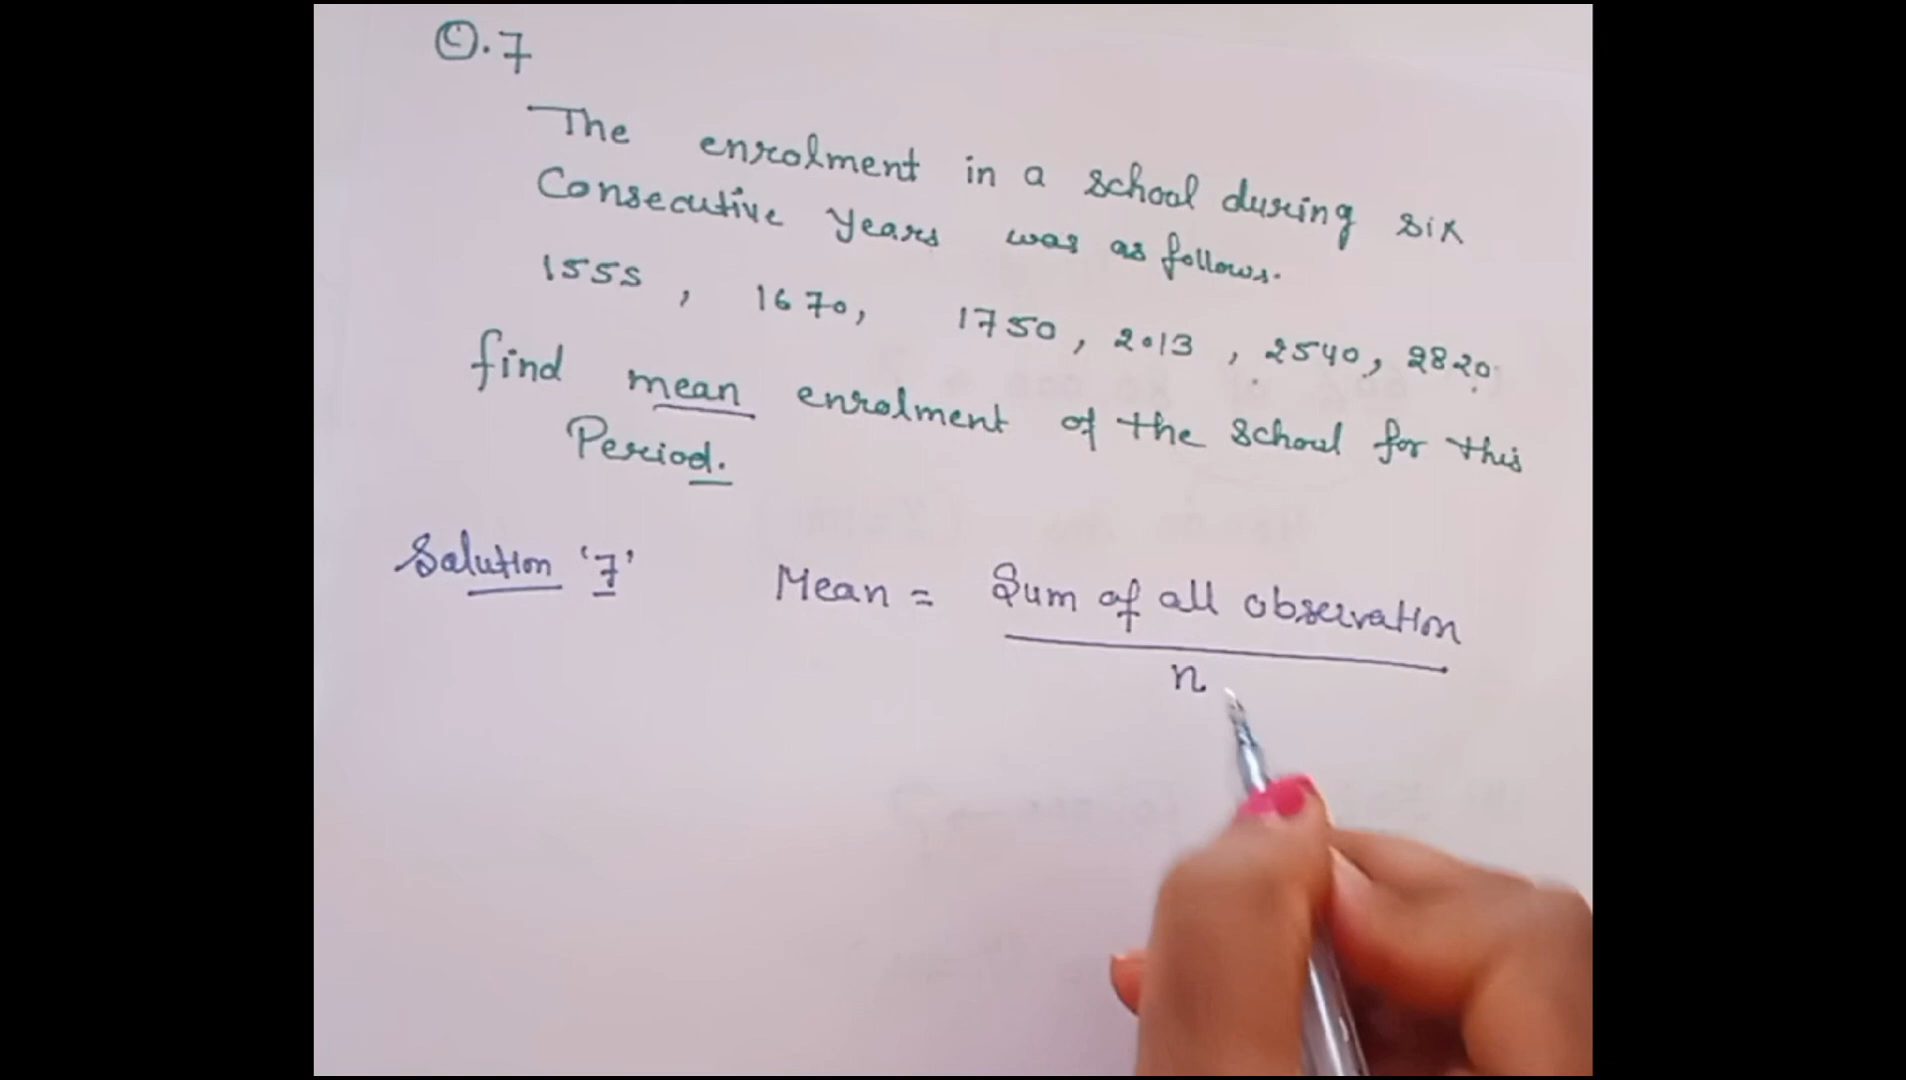 Q.7
The enrolment in a school during six
Consecutive years was as follows.
1555, 1670, 1750, 2013, 2540, 2820
find mean enrolment of the school for this
Period.
Solution '7'
Mean = Sum of all observation
n